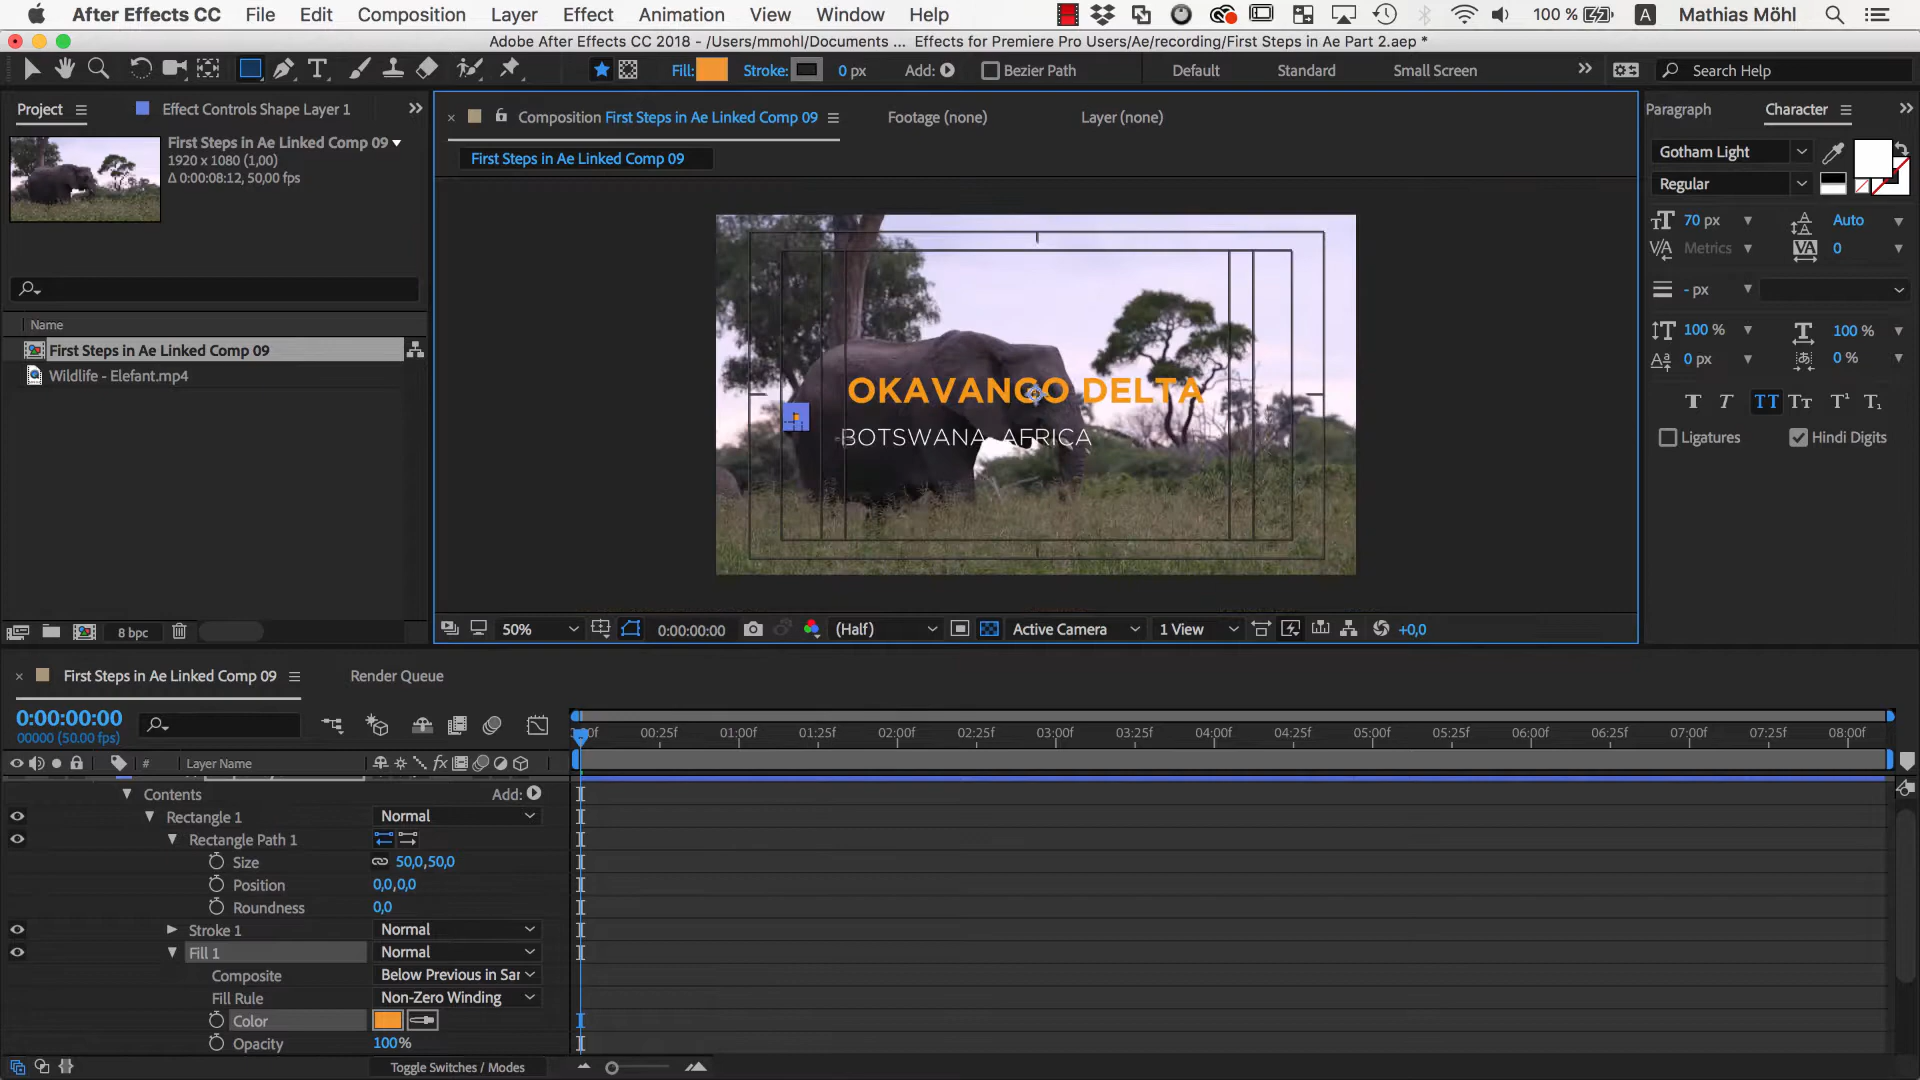 After Effects CC File Edit Composition Layer Effect Animation View Window Help 100 % A Mathias Möhl
Adobe After Effects CC 2018 - /Users/mmohl/Documents ... Effects for Premiere Pro Users/Ae/recording/First Steps in Ae Part 2.aep *
Fill: Stroke: 0 px Add: Bezier Path Default Standard Small Screen Search Help
Project Effect Controls Shape Layer 1
First Steps in Ae Linked Comp 09
1920 x 1080 (1,00)
Δ 0:00:08:12, 50,00 fps
Name
First Steps in Ae Linked Comp 09
Wildlife - Elefant.mp4
8 bpc
Composition First Steps in Ae Linked Comp 09 Footage (none) Layer (none)
First Steps in Ae Linked Comp 09
OKAVANGO DELTA
BOTSWANA, AFRICA
50% 0:00:00:00 (Half) Active Camera 1 View +0,0
Paragraph Character
Gotham Light
Regular
70 px Auto
Metrics 0
- px
100 % 100 %
0 px 0 %
Ligatures Hindi Digits
First Steps in Ae Linked Comp 09 Render Queue
0:00:00:00
00000 (50.00 fps)
00f 00:25f 01:00f 01:25f 02:00f 02:25f 03:00f 03:25f 04:00f 04:25f 05:00f 05:25f 06:00f 06:25f 07:00f 07:25f 08:00f
# Layer Name
Contents Add:
Rectangle 1 Normal
Rectangle Path 1
Size 50,0,50,0
Position 0,0,0,0
Roundness 0,0
Stroke 1 Normal
Fill 1 Normal
Composite Below Previous in Sar
Fill Rule Non-Zero Winding
Color
Opacity 100%
Toggle Switches / Modes